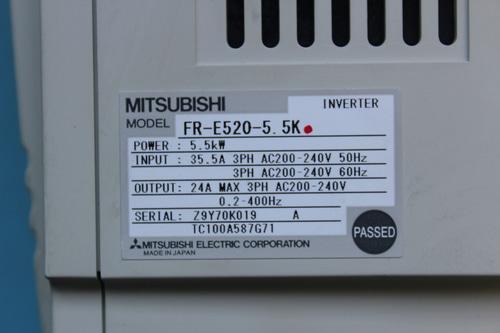 MITSUBISHI INVERTER
MODEL FR-E520-5.5K
POWER : 5.5kW
INPUT : 35.5A 3PH AC200-240V 50Hz
3PH AC200-240V 60Hz
OUTPUT: 24A MAX 3PH AC200-240V
0.2-400Hz
SERIAL: Z9Y70K019 A
TC100A587G71
PASSED
MITSUBISHI ELECTRIC CORPORATION
MADE IN JAPAN